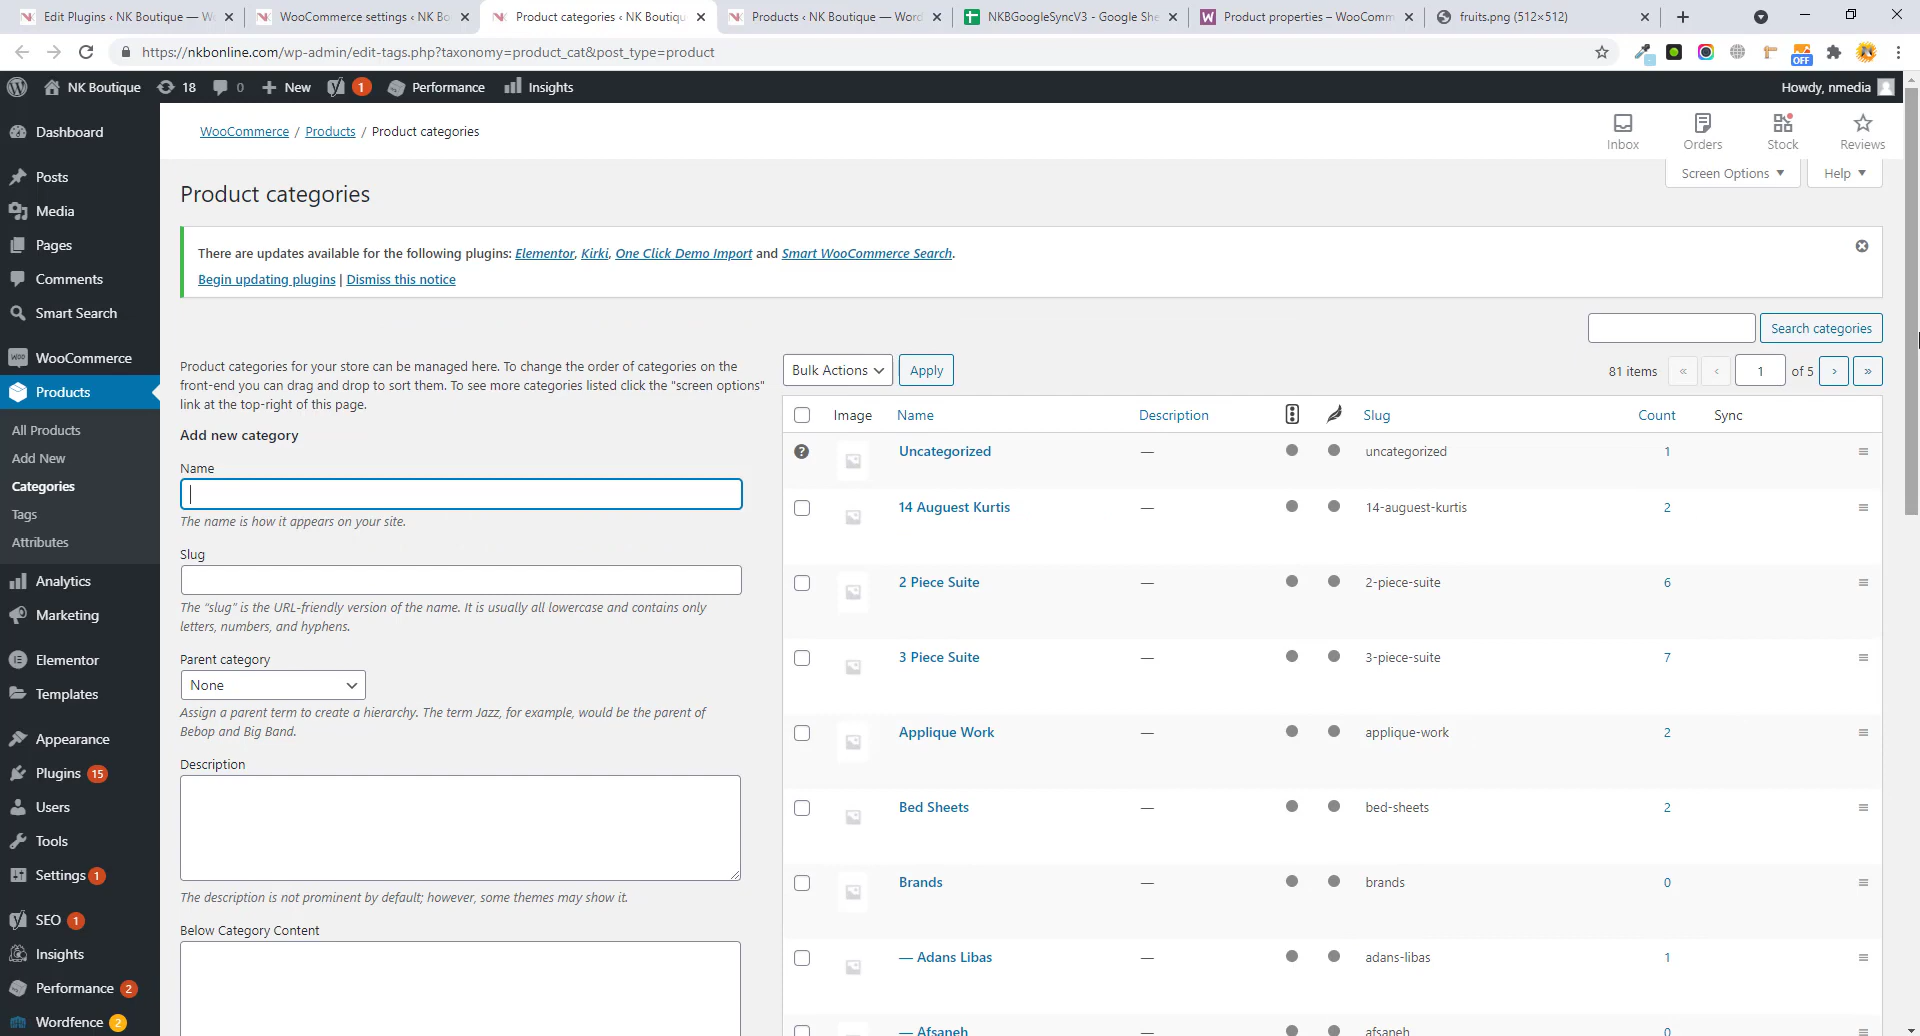 Edit Plugins ‹ NK Boutique — W
WooCommerce settings ‹ NK Bo
Product categories ‹ NK Boutiqu
Products ‹ NK Boutique — Word
NKBGoogleSyncV3 - Google She
Product properties – WooComm
fruits.png (512×512)
https://nkbonline.com/wp-admin/edit-tags.php?taxonomy=product_cat&post_type=product
OFF
NK Boutique
18
0
New
1
Performance
Insights
Howdy, nmedia
Dashboard
Posts
Media
Pages
Comments
Smart Search
WooCommerce
Products
All Products
Add New
Categories
Tags
Attributes
Analytics
Marketing
Elementor
Templates
Appearance
Plugins 15
Users
Tools
Settings 1
SEO 1
Insights
Performance 2
Wordfence 2
WooCommerce / Products / Product categories
Inbox
Orders
Stock
Reviews
Screen Options
Help
Product categories
There are updates available for the following plugins: Elementor, Kirki, One Click Demo Import and Smart WooCommerce Search.
Begin updating plugins | Dismiss this notice
Search categories
Product categories for your store can be managed here. To change the order of categories on the
front-end you can drag and drop to sort them. To see more categories listed click the "screen options"
link at the top-right of this page.
Add new category
Name
The name is how it appears on your site.
Slug
The “slug” is the URL-friendly version of the name. It is usually all lowercase and contains only
letters, numbers, and hyphens.
Parent category
None
Assign a parent term to create a hierarchy. The term Jazz, for example, would be the parent of
Bebop and Big Band.
Description
The description is not prominent by default; however, some themes may show it.
Below Category Content
Bulk Actions
Apply
81 items « ‹ 1 of 5 › »
Image Name Description Slug Count Sync
Uncategorized — uncategorized 1
14 Auguest Kurtis — 14-auguest-kurtis 2
2 Piece Suite — 2-piece-suite 6
3 Piece Suite — 3-piece-suite 7
Applique Work — applique-work 2
Bed Sheets — bed-sheets 2
Brands — brands 0
— Adans Libas — adans-libas 1
— Afsaneh — afsaneh 0